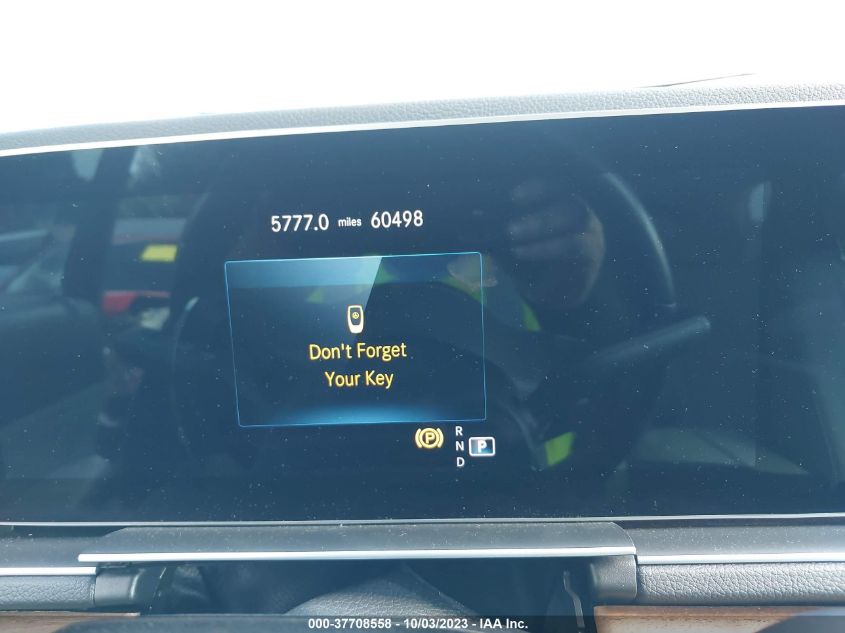 5777.0 miles 60498
Don't Forget
Your Key
R
N P
D
(P)
000-37708558 - 10/03/2023 - IAA Inc.